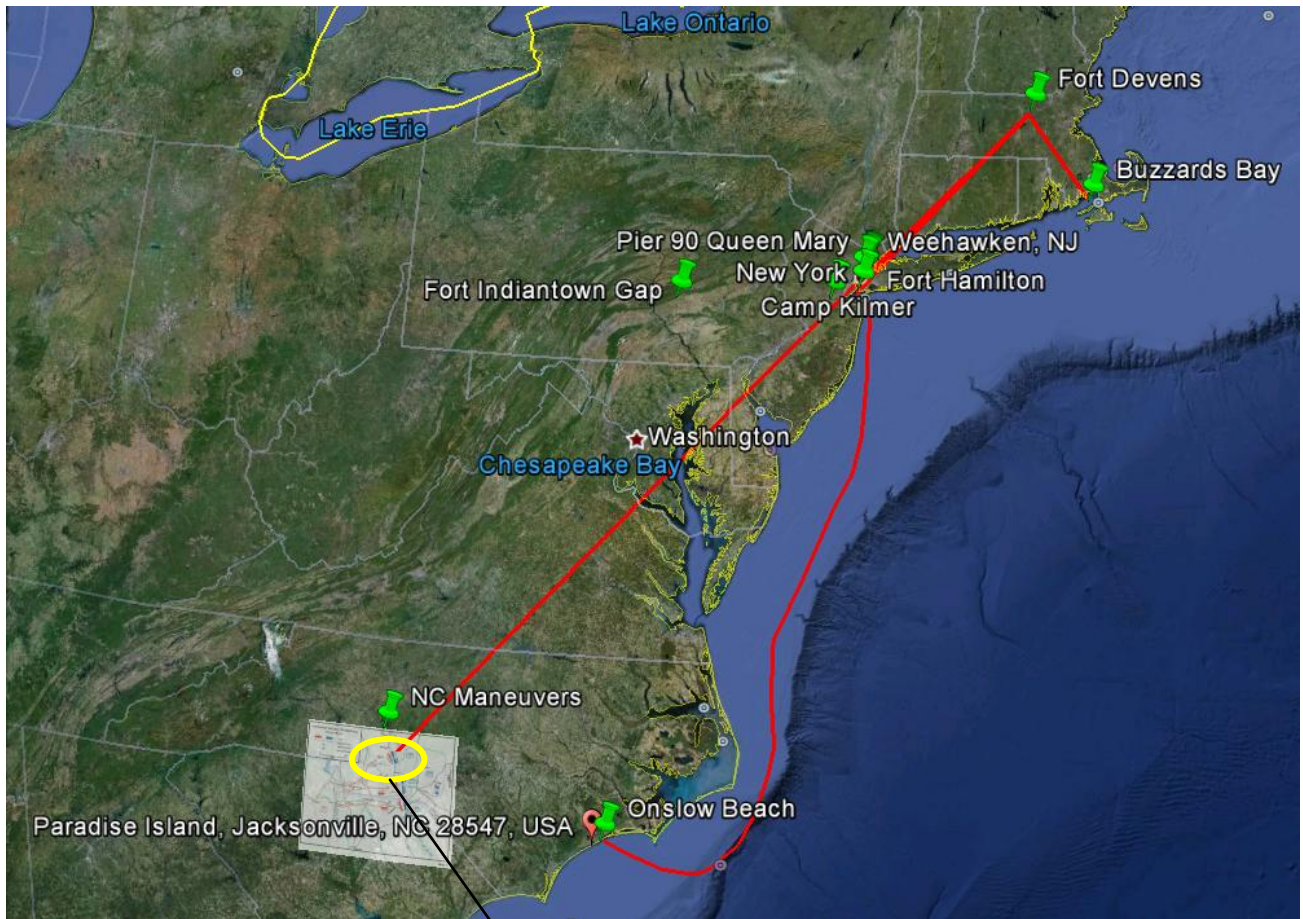 Lake Ontario
Fort Devens
Lake Erie
Buzzards Bay
Pier 90 Queen Mary
Weehawken, NJ
New York
Fort Hamilton
Fort Indiantown Gap
Camp Kilmer
Washington
Chesapeake Bay
NC Maneuvers
Onslow Beach
Paradise Island, Jacksonville, NC 28547, USA